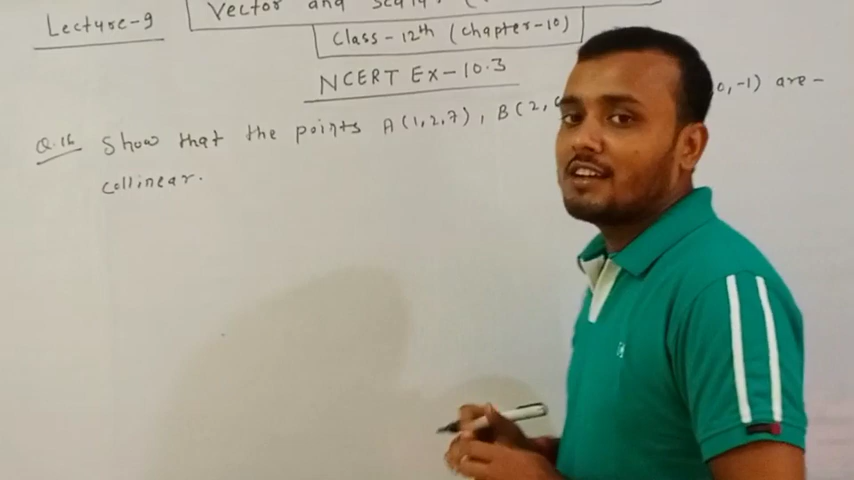 Lecture-9
Vector and
Class-12th (chapter-10)
NCERT Ex-10.3
Q.16 Show that the points A(1,2,7), B(2, 0,-1) are-
collinear.